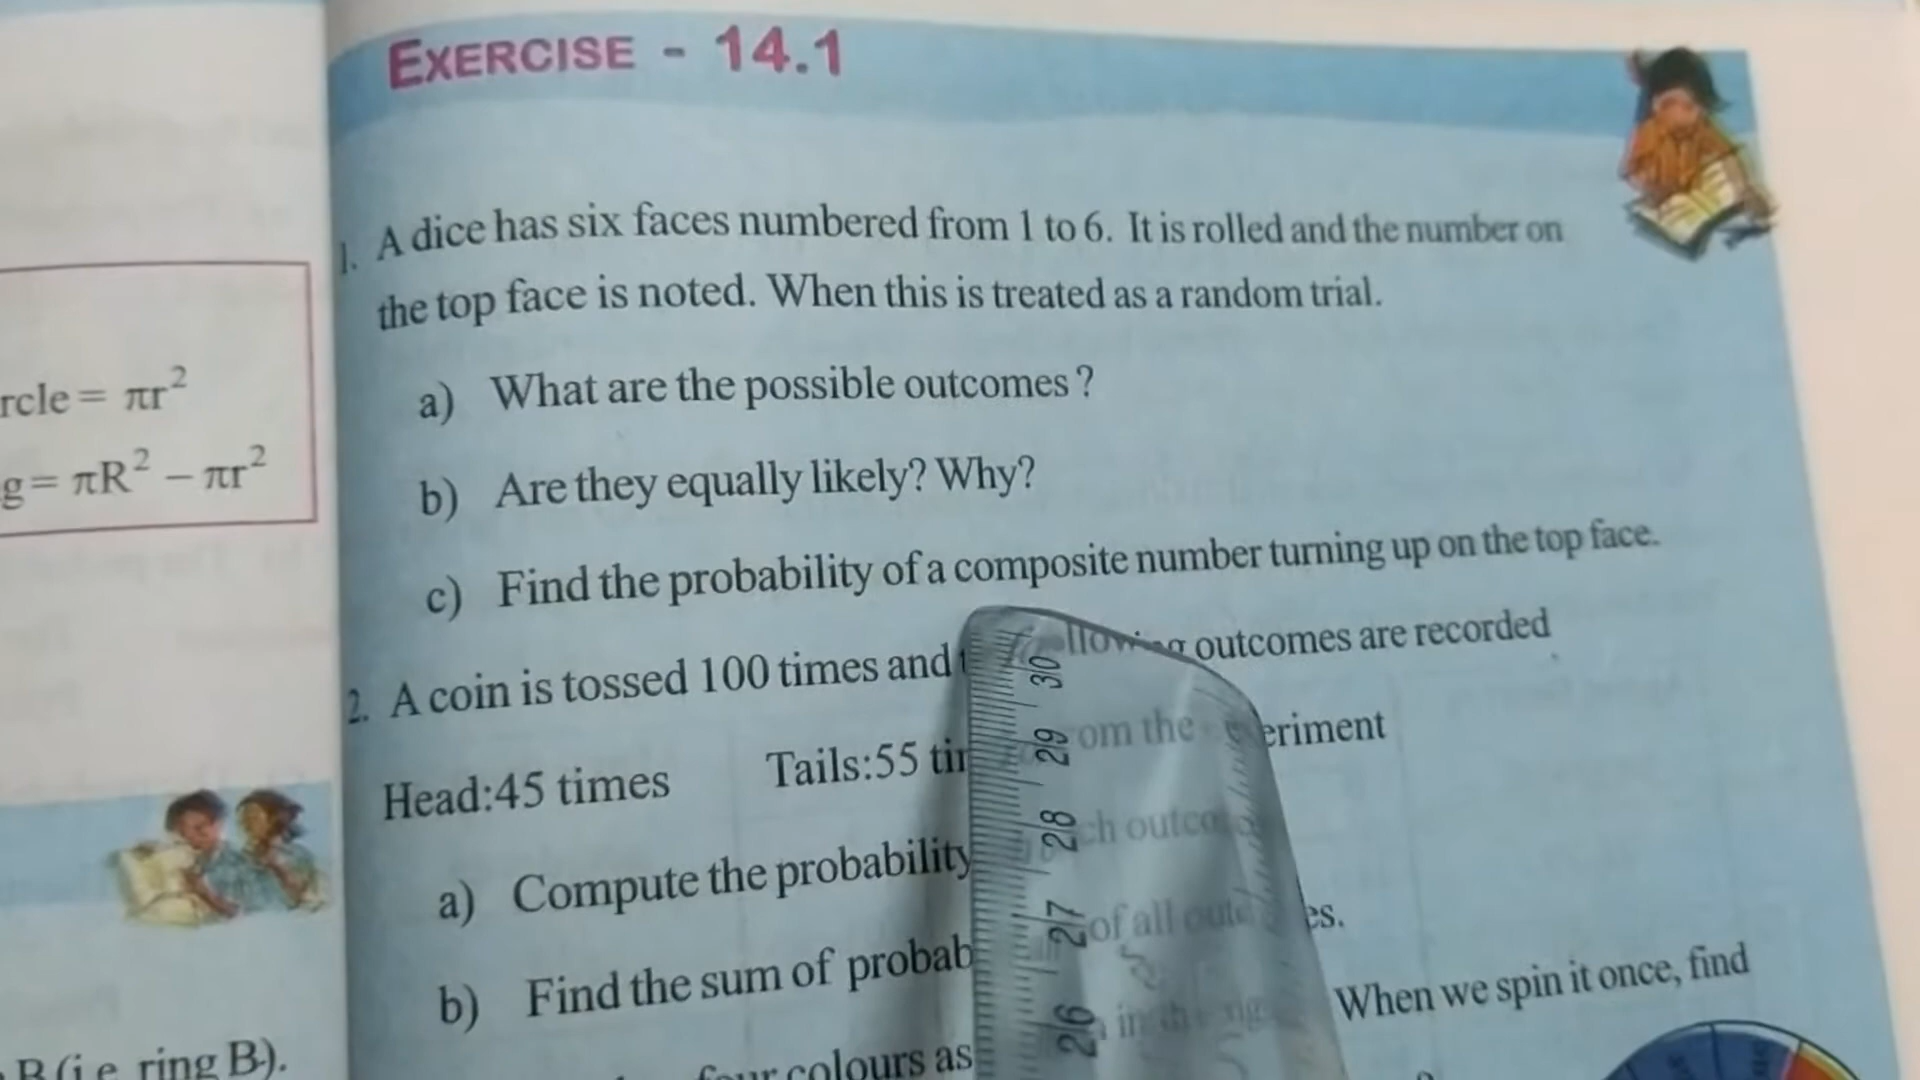 EXERCISE - 14.1
1. A dice has six faces numbered from 1 to 6. It is rolled and the number on
the top face is noted. When this is treated as a random trial.
a) What are the possible outcomes?
b) Are they equally likely? Why?
c) Find the probability of a composite number turning up on the top face.
2. A coin is tossed 100 times and outcomes are recorded
Head:45 times Tails:55
a) Compute the probability om the eriment
b) Find the sum of probab ch outco
of all es.
When we spin it once, find
four colours as
rcle = πr²
g = πR² − πr²
B (i.e ring B).
30
29
28
27
26